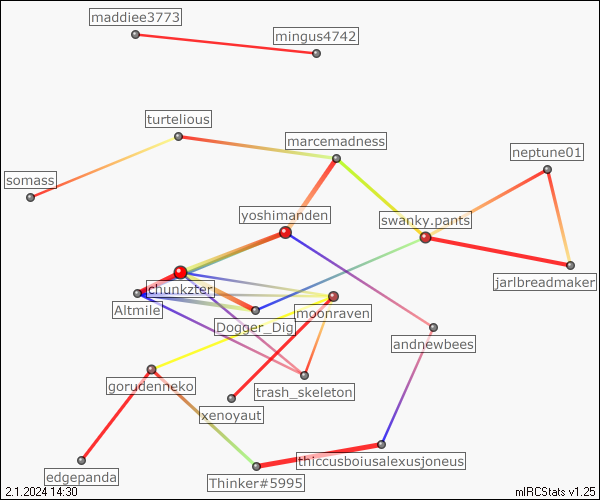 maddiee3773
mingus4742
turtelious
marcemadness
neptune01
somass
yoshimanden
swanky.pants
chunkzter
jarlbreadmaker
Altmile
moonraven
Dogger_Dig
andnewbees
gorudenneko
trash_skeleton
xenoyaut
thiccusboiusalexusjoneus
edgepanda
Thinker#5995
2.1.2024 14:30
mIRCStats v1.25